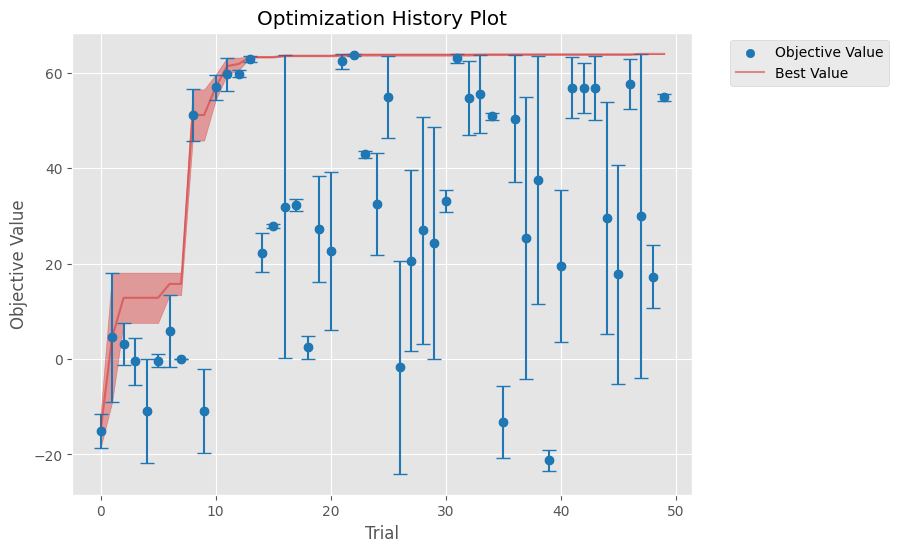 Optimization History Plot
Objective Value
Best Value
Objective Value
60
40
20
0
−20
0 10 20 30 40 50
Trial